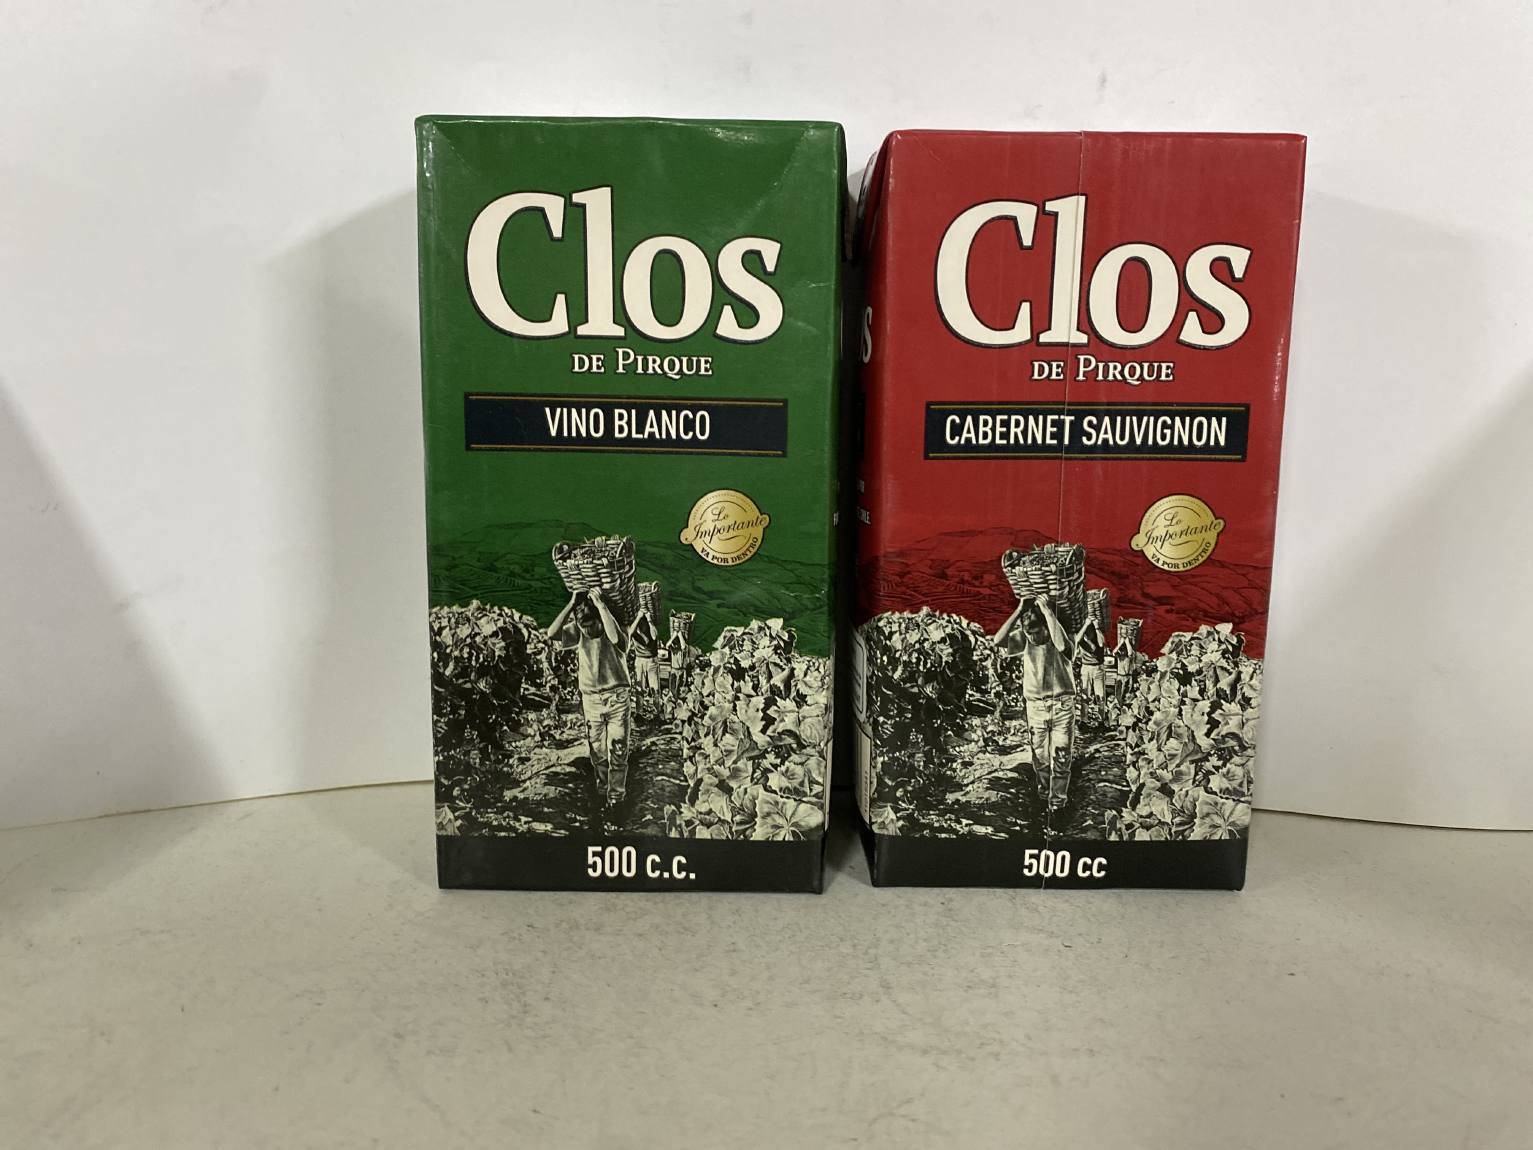 Clos
DE PIRQUE
VINO BLANCO
Lo
Importante
VA POR DENTRO
500 c.c.
Clos
DE PIRQUE
CABERNET SAUVIGNON
Lo
Importante
VA POR DENTRO
500 cc